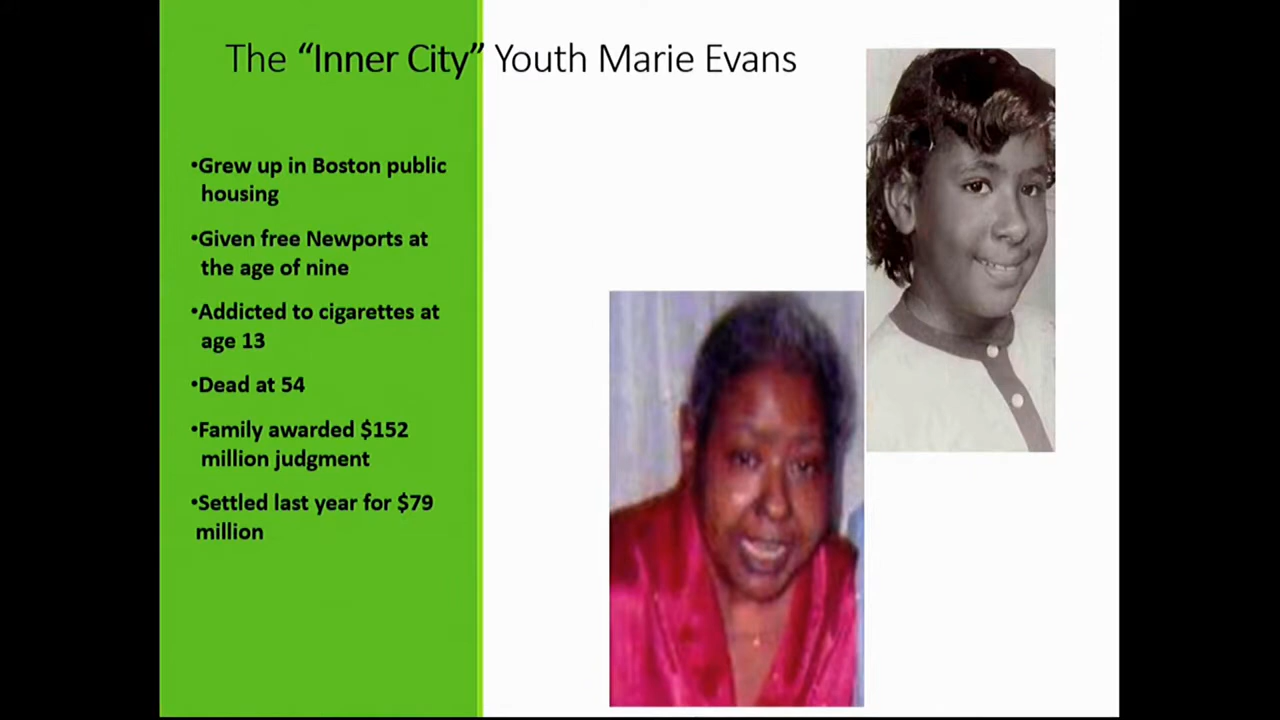 The “Inner City” Youth Marie Evans
•Grew up in Boston public
housing
•Given free Newports at
the age of nine
•Addicted to cigarettes at
age 13
•Dead at 54
•Family awarded $152
million judgment
•Settled last year for $79
million